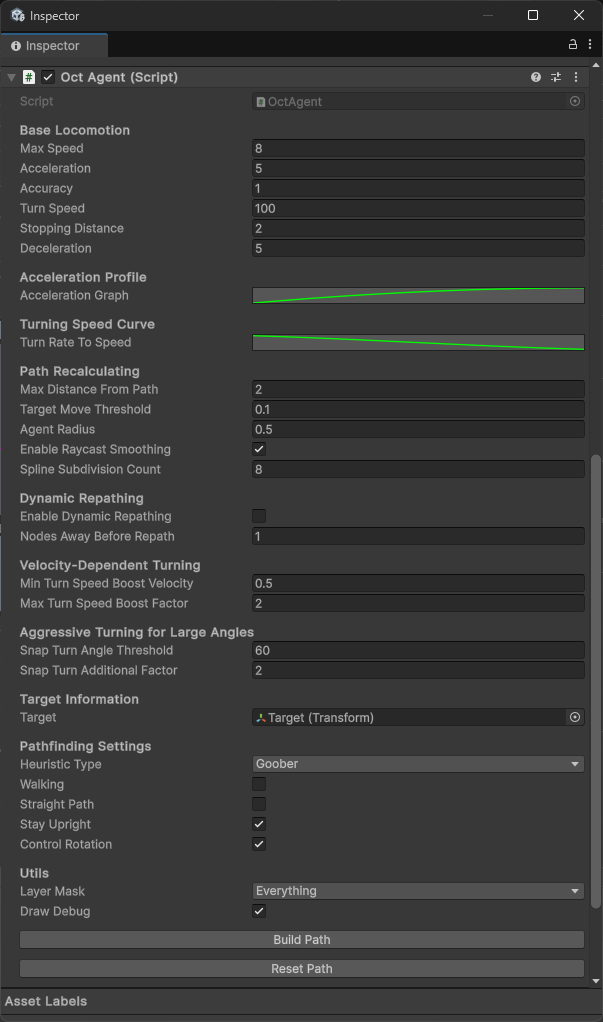 Inspector
Inspector
Oct Agent (Script)
Script OctAgent
Base Locomotion
Max Speed 8
Acceleration 5
Accuracy 1
Turn Speed 100
Stopping Distance 2
Deceleration 5
Acceleration Profile
Acceleration Graph
Turning Speed Curve
Turn Rate To Speed
Path Recalculating
Max Distance From Path 2
Target Move Threshold 0.1
Agent Radius 0.5
Enable Raycast Smoothing
Spline Subdivision Count 8
Dynamic Repathing
Enable Dynamic Repathing
Nodes Away Before Repath 1
Velocity-Dependent Turning
Min Turn Speed Boost Velocity 0.5
Max Turn Speed Boost Factor 2
Aggressive Turning for Large Angles
Snap Turn Angle Threshold 60
Snap Turn Additional Factor 2
Target Information
Target Target (Transform)
Pathfinding Settings
Heuristic Type Goober
Walking
Straight Path
Stay Upright
Control Rotation
Utils
Layer Mask Everything
Draw Debug
Build Path
Reset Path
Asset Labels